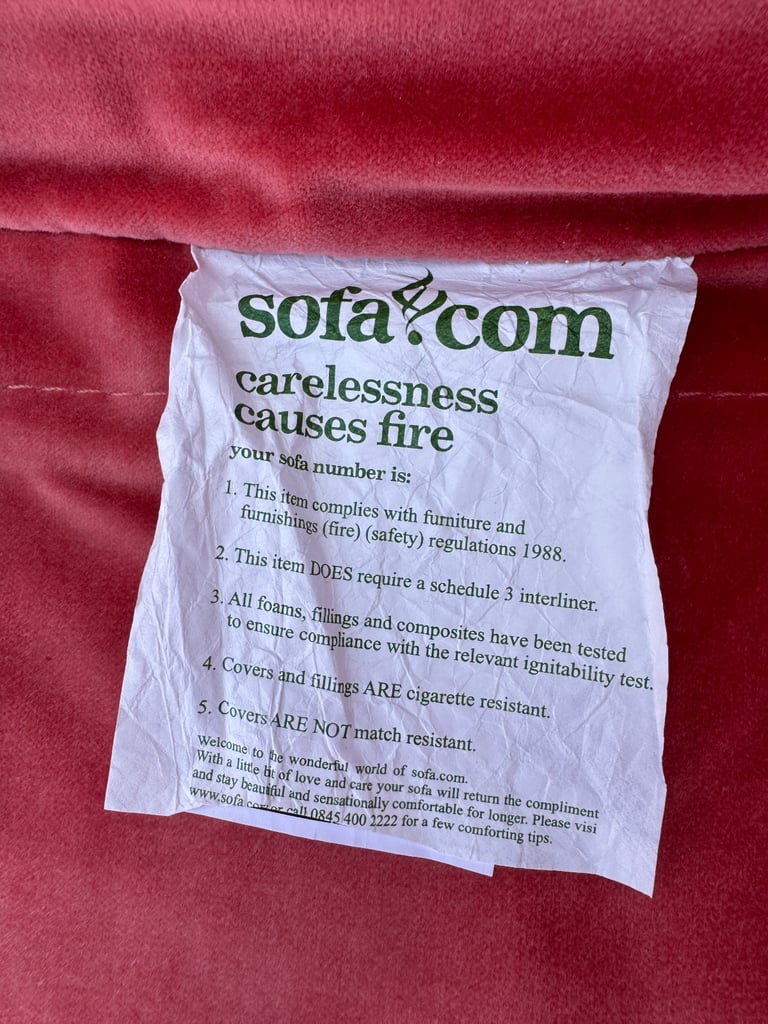 sofa.com
carelessness
causes fire
your sofa number is:
1. This item complies with furniture and
furnishings (fire) (safety) regulations 1988.
2. This item DOES require a schedule 3 interliner.
3. All foams, fillings and composites have been tested
to ensure compliance with the relevant ignitability test.
4. Covers and fillings ARE cigarette resistant.
5. Covers ARE NOT match resistant.
Welcome to the wonderful world of sofa.com.
With a little bit of love and care your sofa will return the compliment
and stay beautiful and sensationally comfortable for longer. Please visi
www.sofa.com or call 0845 400 2222 for a few comforting tips.